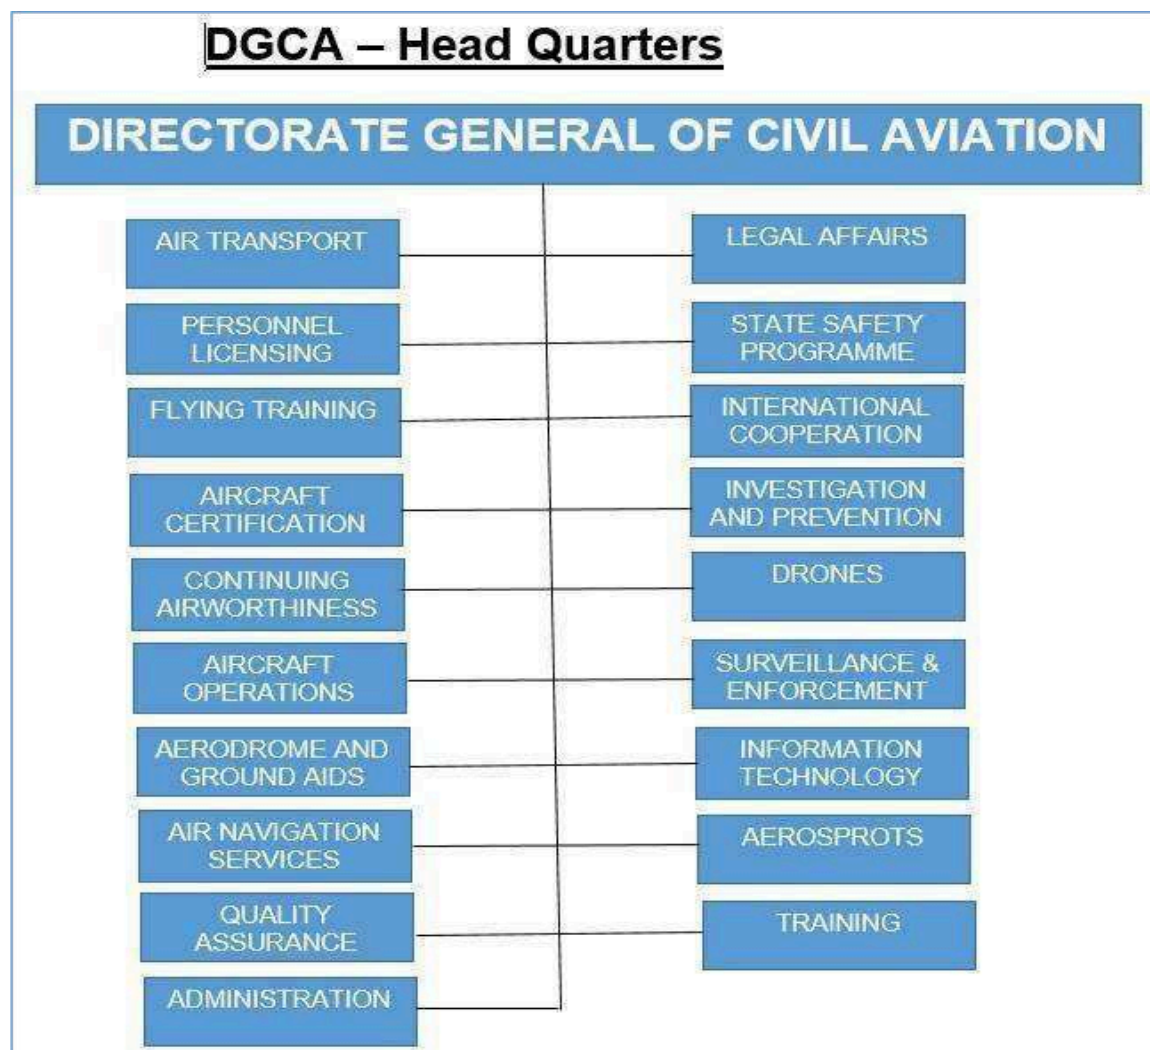 DGCA – Head Quarters
DIRECTORATE GENERAL OF CIVIL AVIATION
AIR TRANSPORT
LEGAL AFFAIRS
PERSONNEL
LICENSING
STATE SAFETY
PROGRAMME
FLYING TRAINING
INTERNATIONAL
COOPERATION
AIRCRAFT
CERTIFICATION
INVESTIGATION
AND PREVENTION
CONTINUING
AIRWORTHINESS
DRONES
AIRCRAFT
OPERATIONS
SURVEILLANCE &
ENFORCEMENT
AERODROME AND
GROUND AIDS
INFORMATION
TECHNOLOGY
AIR NAVIGATION
SERVICES
AEROSPROTS
QUALITY
ASSURANCE
TRAINING
ADMINISTRATION